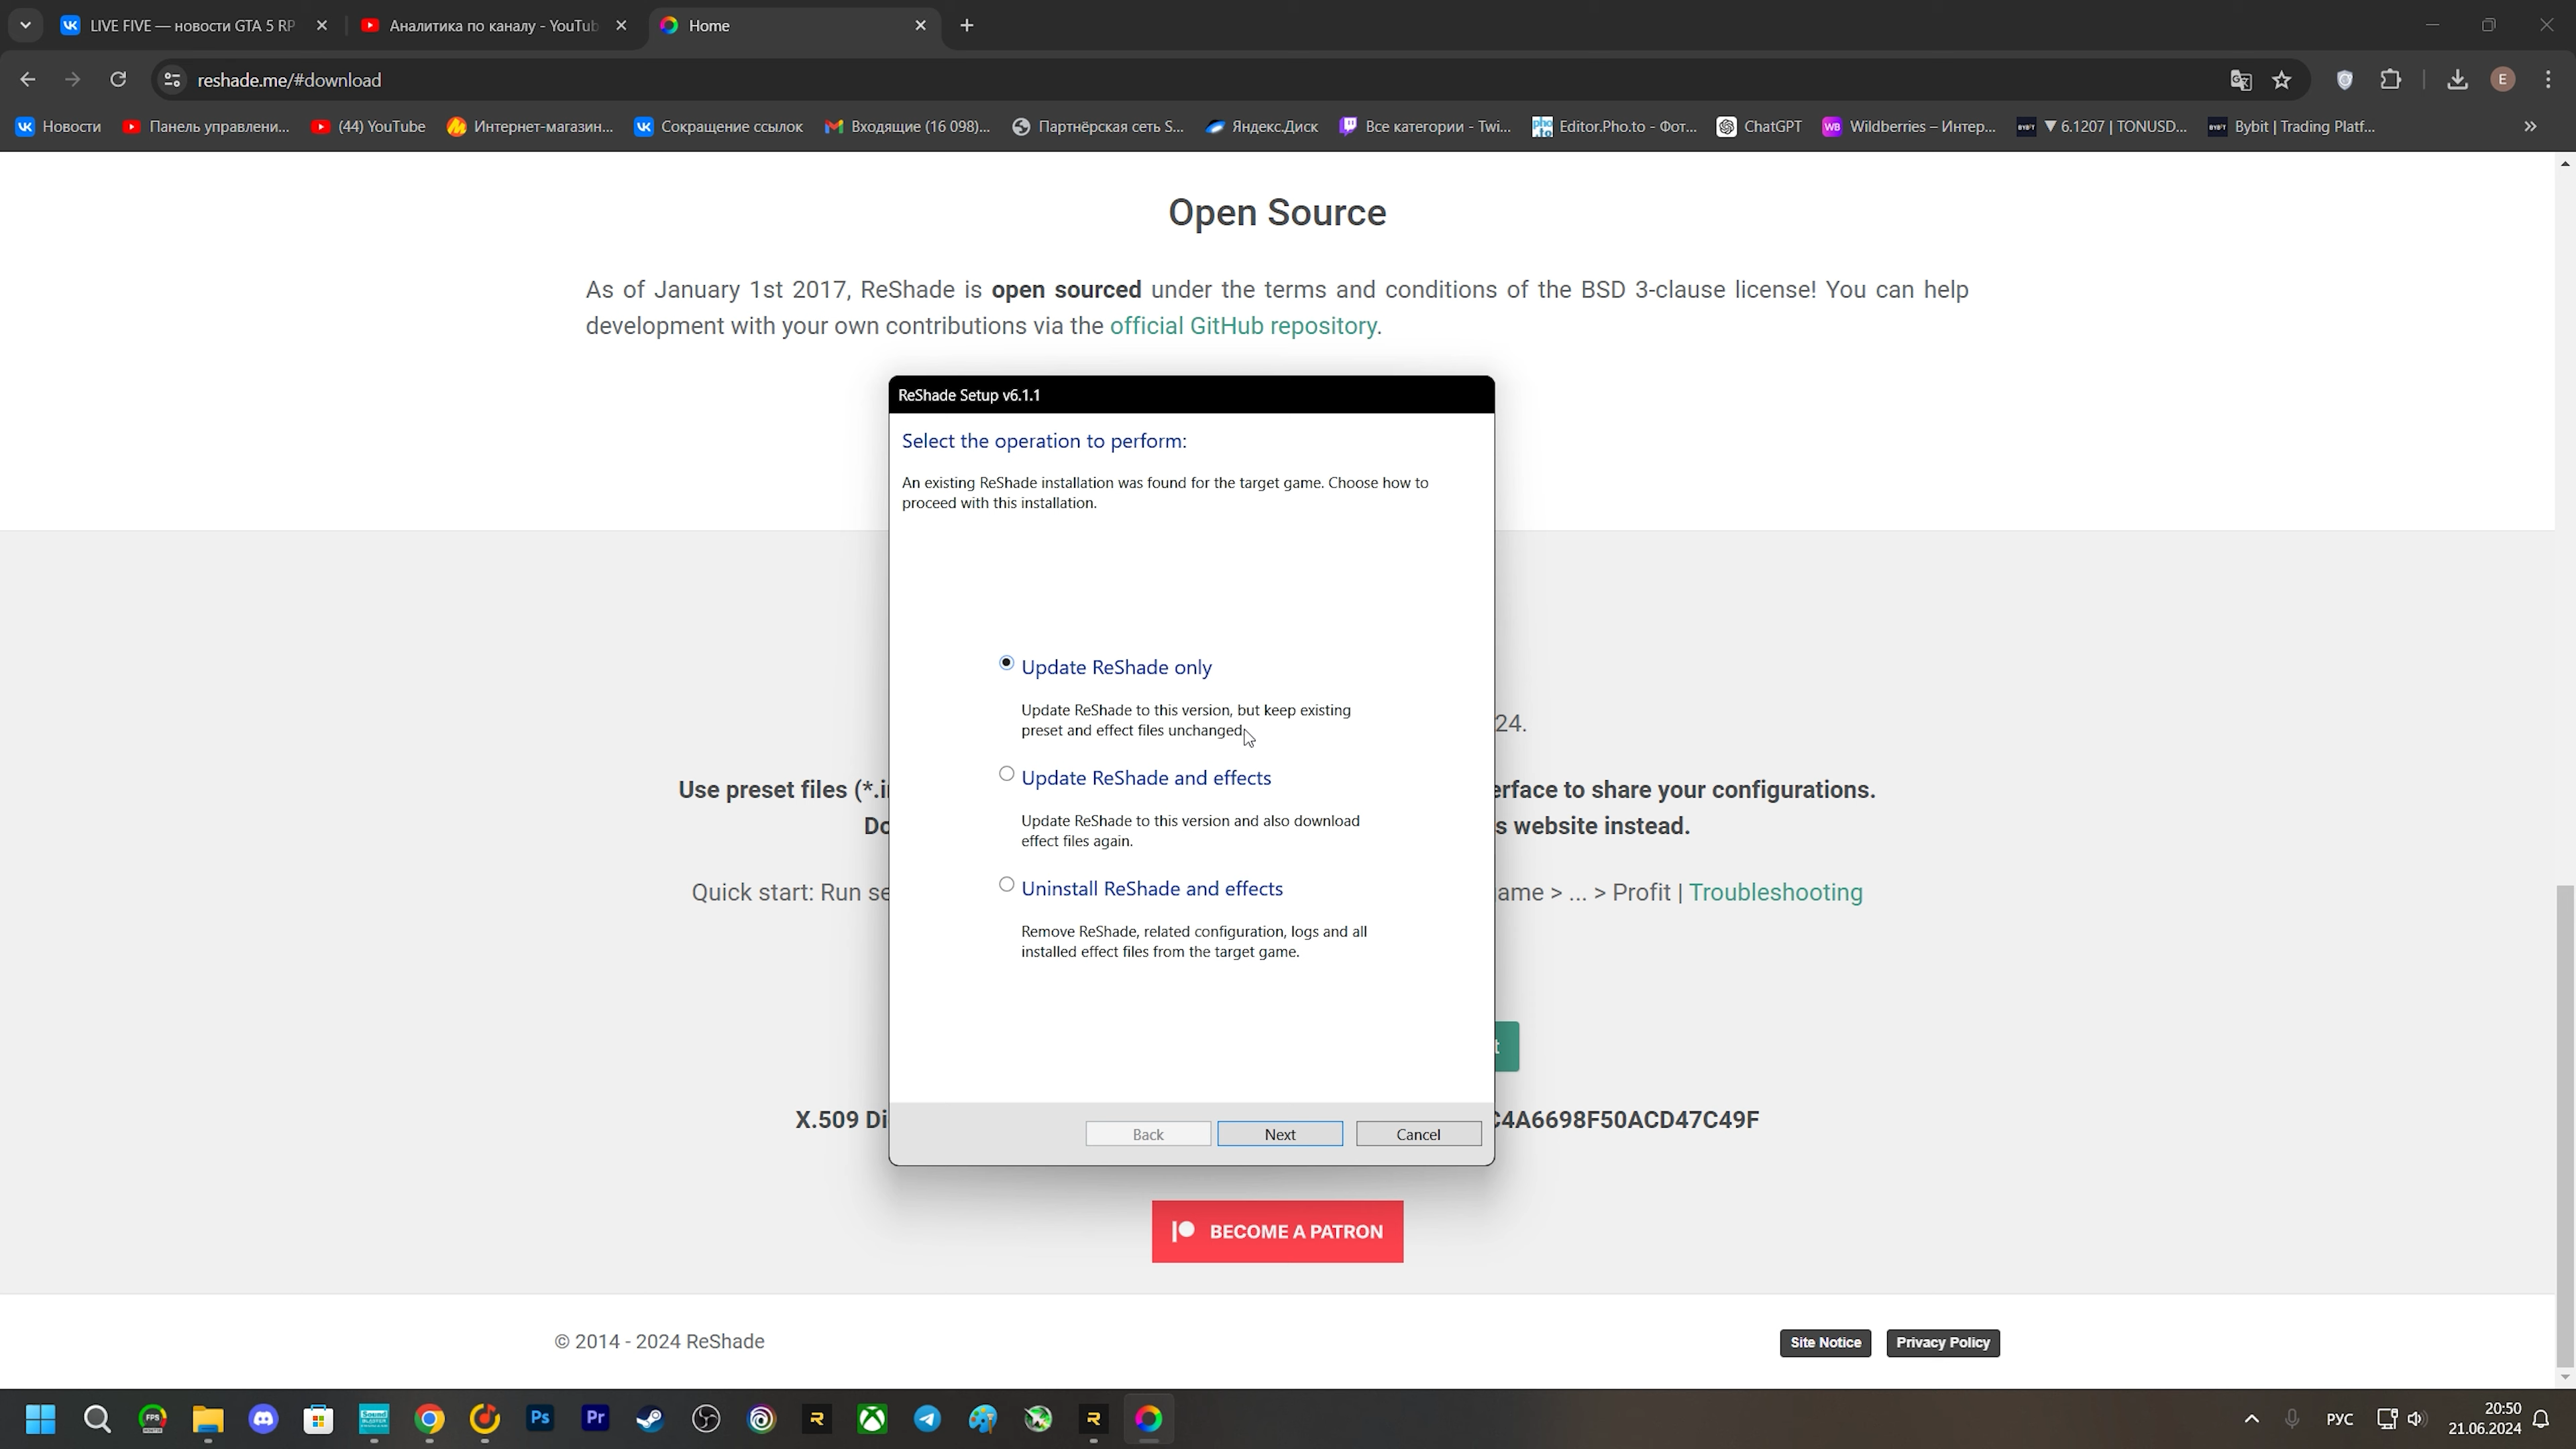 LIVE FIVE — новости GTA 5 RP
Аналитика по каналу - YouTub
Home
reshade.me/#download
Новости
Панель управлени...
(44) YouTube
Интернет-магазин...
Сокращение ссылок
Входящие (16 098)...
Партнёрская сеть S...
Яндекс.Диск
Все категории - Twi...
Editor.Pho.to - Фот...
ChatGPT
Wildberries – Интер...
▼ 6.1207 | TONUSD...
Bybit | Trading Platf...
Open Source
As of January 1st 2017, ReShade is open sourced under the terms and conditions of the BSD 3-clause license! You can help
development with your own contributions via the official GitHub repository.
ReShade Setup v6.1.1
Select the operation to perform:
An existing ReShade installation was found for the target game. Choose how to
proceed with this installation.
Update ReShade only
Update ReShade to this version, but keep existing
preset and effect files unchanged.
Update ReShade and effects
Update ReShade to this version and also download
effect files again.
Uninstall ReShade and effects
Remove ReShade, related configuration, logs and all
installed effect files from the target game.
Back
Next
Cancel
24.
Use preset files (*.i erface to share your configurations.
Do s website instead.
Quick start: Run se ame > ... > Profit | Troubleshooting
t
X.509 Di C4A6698F50ACD47C49F
BECOME A PATRON
© 2014 - 2024 ReShade
Site Notice
Privacy Policy
РУС
20:50
21.06.2024